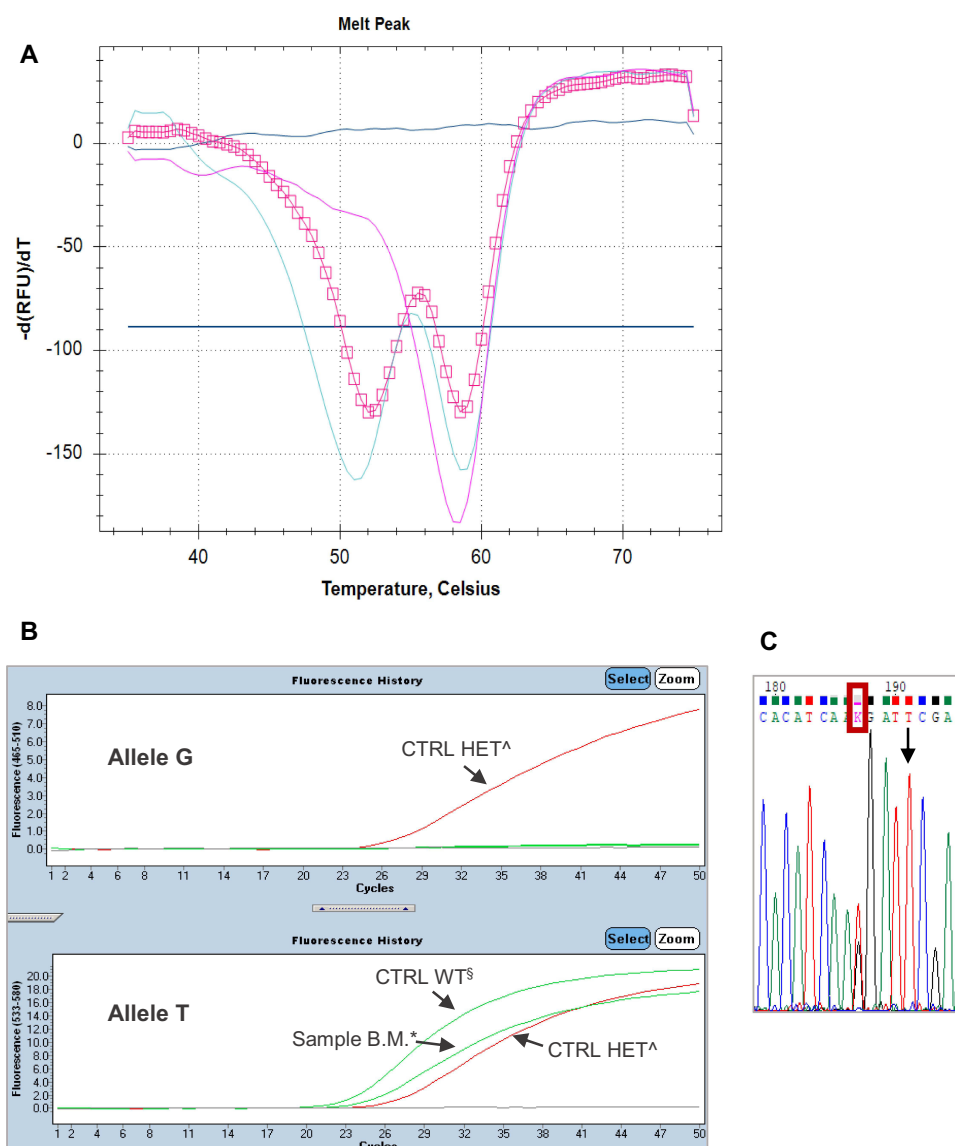 Melt Peak
A
0
-50
-100
-150
-d(RFU)/dT
40 50 60 70
Temperature, Celsius
B
Fluorescence History
Select Zoom
Allele G
CTRL HET^
Fluorescence (465-510)
8.0
7.0
6.0
5.0
4.0
3.0
2.0
1.0
0.0
1 2 4 6 8 11 14 17 20 23 26 29 32 35 38 41 44 47 50
Cycles
Fluorescence History
Select Zoom
Allele T
CTRL WT§
Sample B.M.*
CTRL HET^
Fluorescence (533-580)
20.0
18.0
16.0
14.0
12.0
10.0
8.0
6.0
4.0
2.0
0.0
1 2 4 6 8 11 14 17 20 23 26 29 32 35 38 41 44 47 50
Cycles
C
180 190
CACATCAAKGATTCGA